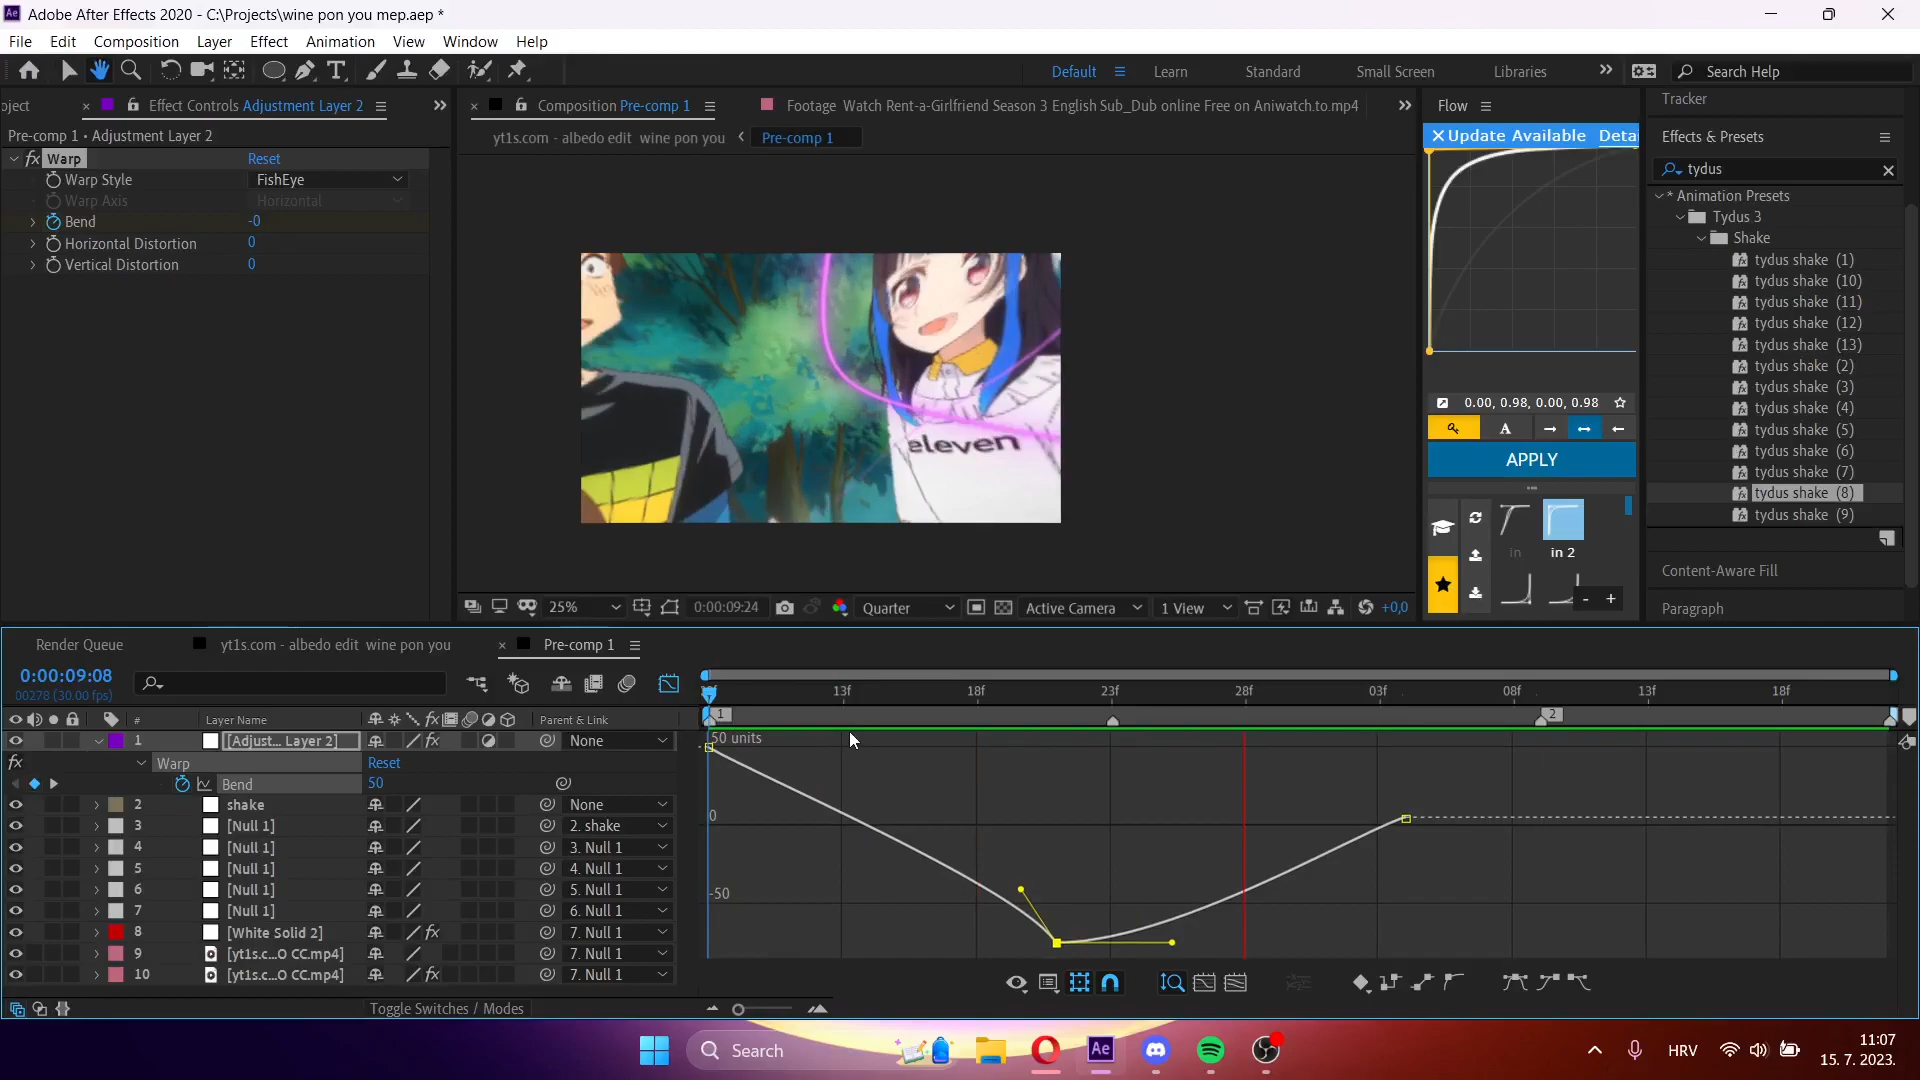 Adobe After Effects 2020 - C:\Projects\wine pon you mep.aep *
File Edit Composition Layer Effect Animation View Window Help
Default Learn Standard Small Screen Libraries Search Help
oject Effect Controls Adjustment Layer 2
Composition Pre-comp 1 Footage Watch Rent-a-Girlfriend Season 3 English Sub_Dub online Free on Aniwatch.to.mp4
Flow
Tracker
Pre-comp 1 • Adjustment Layer 2
yt1s.com - albedo edit wine pon you Pre-comp 1
Update Available Detai
Effects & Presets
fx Warp Reset
Warp Style FishEye
Warp Axis Horizontal
Bend -0
Horizontal Distortion 0
Vertical Distortion 0
eleven
0.00, 0.98, 0.00, 0.98
A
APPLY
In in 2
tydus
* Animation Presets
Tydus 3
Shake
tydus shake (1)
tydus shake (10)
tydus shake (11)
tydus shake (12)
tydus shake (13)
tydus shake (2)
tydus shake (3)
tydus shake (4)
tydus shake (5)
tydus shake (6)
tydus shake (7)
tydus shake (8)
tydus shake (9)
Content-Aware Fill
Paragraph
25% 0:00:09:24 Quarter Active Camera 1 View +0,0
Render Queue yt1s.com - albedo edit wine pon you Pre-comp 1
0:00:09:08
00278 (30.00 fps)
13f 18f 23f 28f 03f 08f 13f 18f
# Layer Name fx Parent & Link
1 2
1 [Adjust... Layer 2] fx None
50 units
fx Warp Reset
Bend 50
2 shake None
0
3 [Null 1] 2. shake
4 [Null 1] 3. Null 1
5 [Null 1] 4. Null 1
6 [Null 1] 5. Null 1
-50
7 [Null 1] 6. Null 1
8 [White Solid 2] fx 7. Null 1
9 [yt1s.c...O CC.mp4] 7. Null 1
10 [yt1s.c...O CC.mp4] fx 7. Null 1
Toggle Switches / Modes
Search
Ae
HRV
11:07
15. 7. 2023.